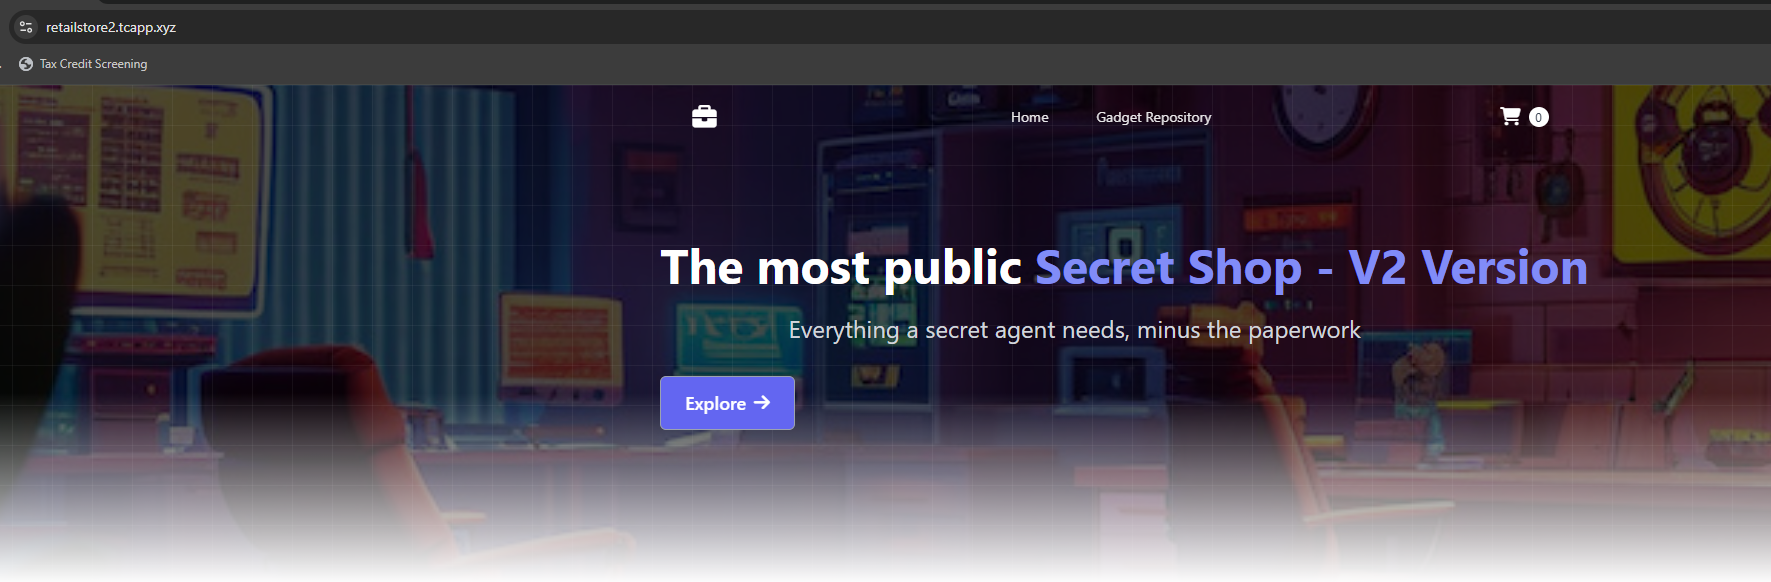 retailstore2.tcapp.xyz
Tax Credit Screening
Home
Gadget Repository
0
The most public Secret Shop - V2 Version
Everything a secret agent needs, minus the paperwork
Explore →